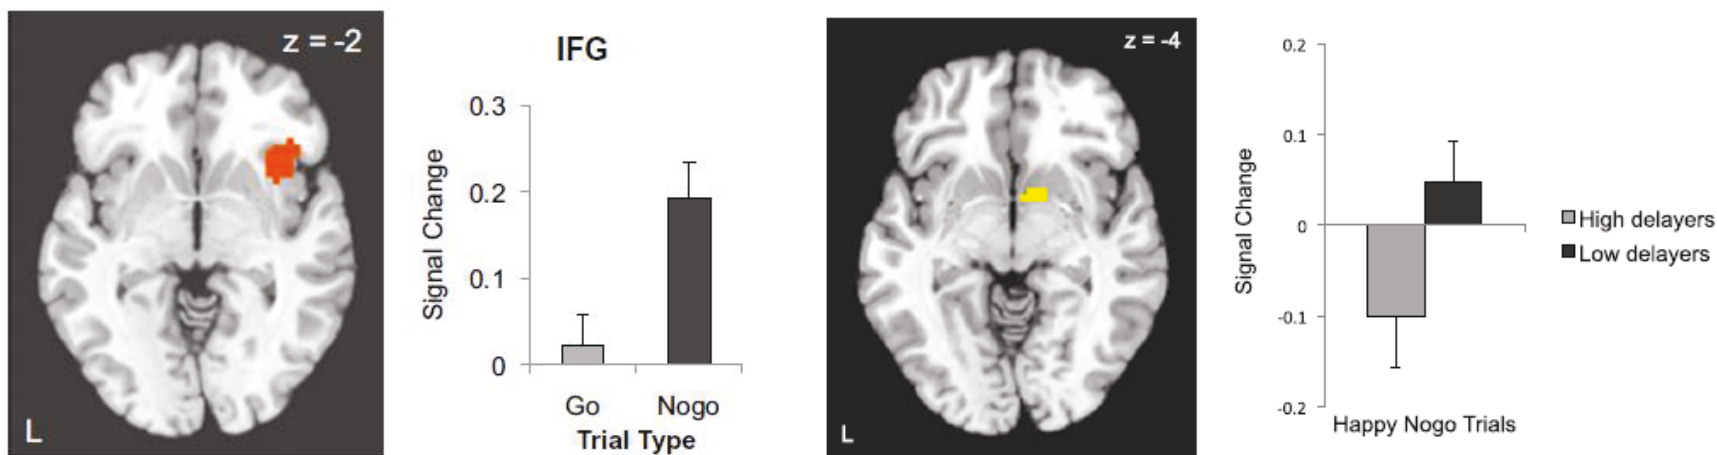 z = -2
L
IFG
Signal Change
0.3
0.2
0.1
0
Go Nogo
Trial Type
z = -4
L
Signal Change
0.2
0.1
0
-0.1
-0.2
Happy Nogo Trials
High delayers
Low delayers